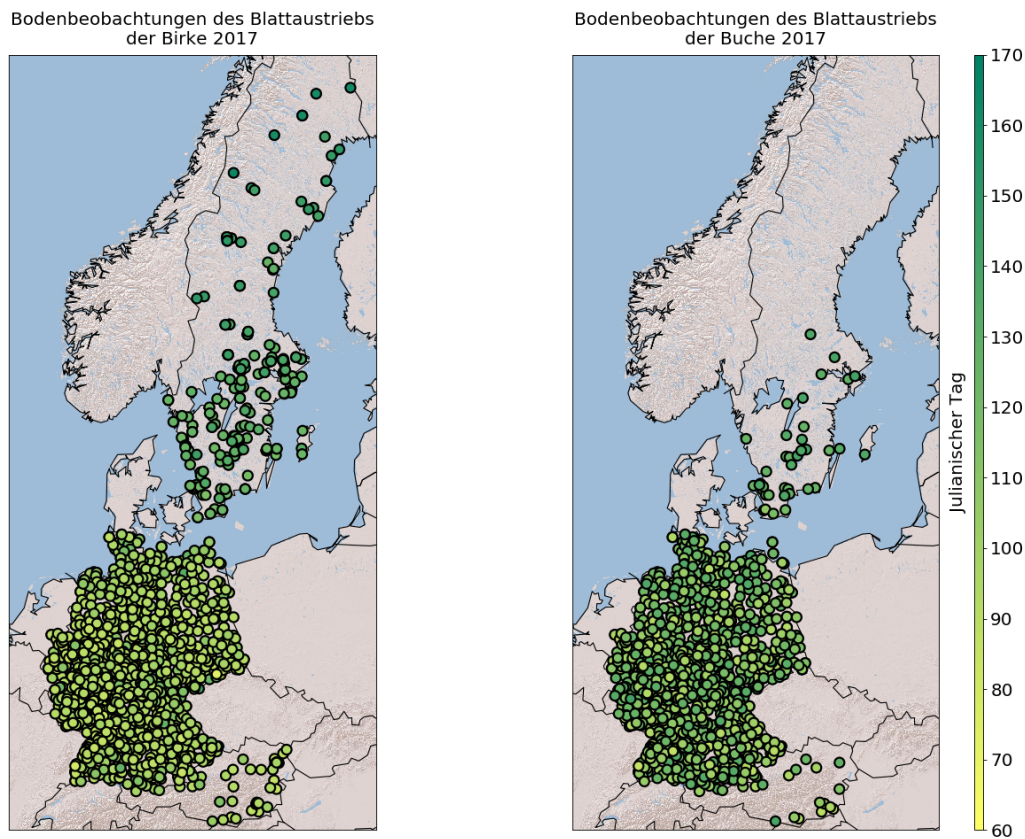 Bodenbeobachtungen des Blattaustriebs
der Birke 2017
Bodenbeobachtungen des Blattaustriebs
der Buche 2017
170
160
150
140
130
120
110
100
90
80
70
60
Julianischer Tag